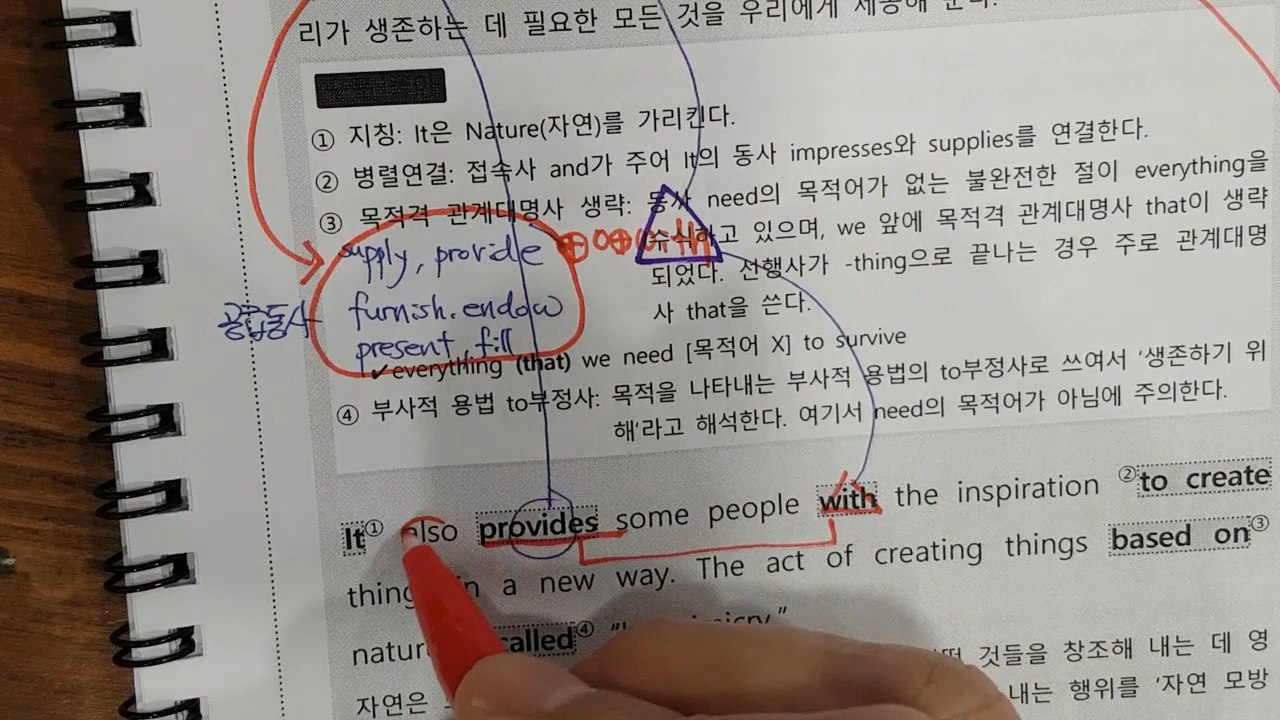 리가 생존하는 데 필요한 모든 것을 우리에게 제공해 준다.
① 지칭: It은 Nature(자연)를 가리킨다.
② 병렬연결: 접속사 and가 주어 It의 동사 impresses와 supplies를 연결한다.
③ 목적격 관계대명사 생략: 동사 need의 목적어가 없는 불완전한 절이 everything을
수식하고 있으며, we 앞에 목적격 관계대명사 that이 생략
되었다. 선행사가 -thing으로 끝나는 경우 주로 관계대명
사 that을 쓴다.
supply, provide ⊕ O ⊕ with
공급동사 furnish. endow
present, fill
✓everything (that) we need [목적어 X] to survive
④ 부사적 용법 to부정사: 목적을 나타내는 부사적 용법의 to부정사로 쓰여서 '생존하기 위
해'라고 해석한다. 여기서 need의 목적어가 아님에 주의한다.
It① also provides some people with the inspiration ②to create
things in a new way. The act of creating things based on③
called④
것들을 창조해 내는 데 영
자연은 내는 행위를 '자연 모방